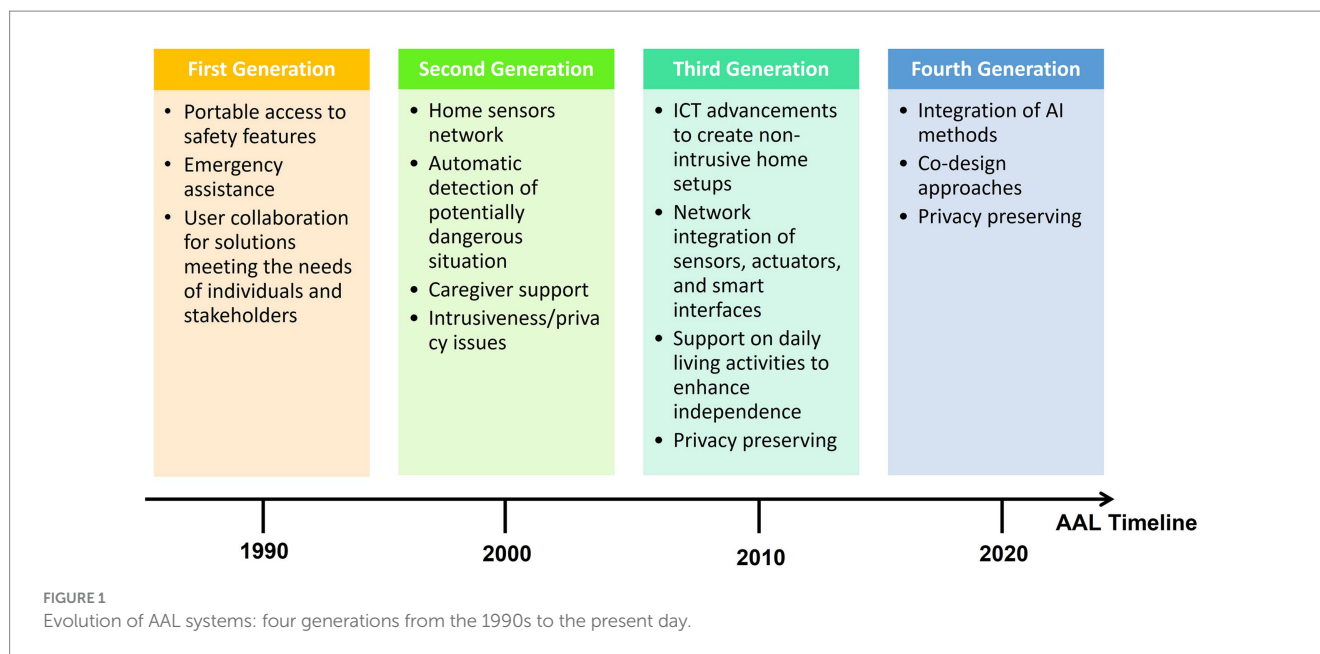 First Generation
• Portable access to
safety features
• Emergency
assistance
• User collaboration
for solutions
meeting the needs
of individuals and
stakeholders
Second Generation
• Home sensors
network
• Automatic
detection of
potentially
dangerous
situation
• Caregiver support
• Intrusiveness/priva
cy issues
Third Generation
• ICT advancements
to create non-
intrusive home
setups
• Network
integration of
sensors, actuators,
and smart
interfaces
• Support on daily
living activities to
enhance
independence
• Privacy preserving
Fourth Generation
• Integration of AI
methods
• Co-design
approaches
• Privacy preserving
AAL Timeline
1990
2000
2010
2020
FIGURE 1
Evolution of AAL systems: four generations from the 1990s to the present day.